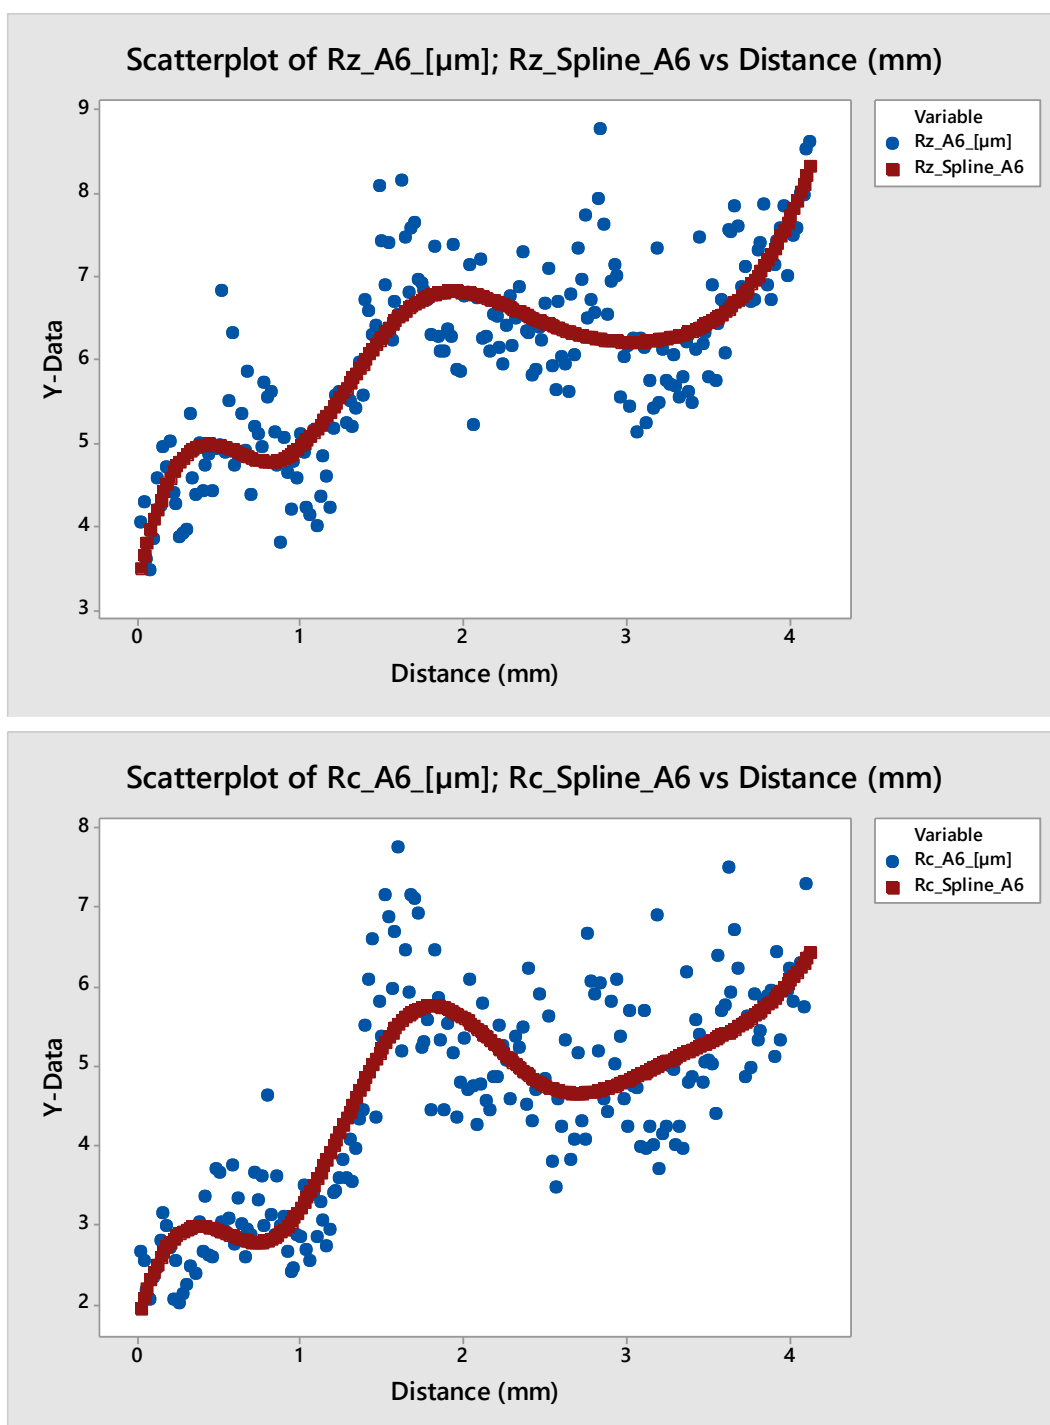 Scatterplot of Rz_A6_[µm]; Rz_Spline_A6 vs Distance (mm)
9
8
7
6
5
4
3
Y-Data
0 1 2 3 4
Distance (mm)
Variable
Rz_A6_[µm]
Rz_Spline_A6
Scatterplot of Rc_A6_[µm]; Rc_Spline_A6 vs Distance (mm)
8
7
6
5
4
3
2
Y-Data
0 1 2 3 4
Distance (mm)
Variable
Rc_A6_[µm]
Rc_Spline_A6